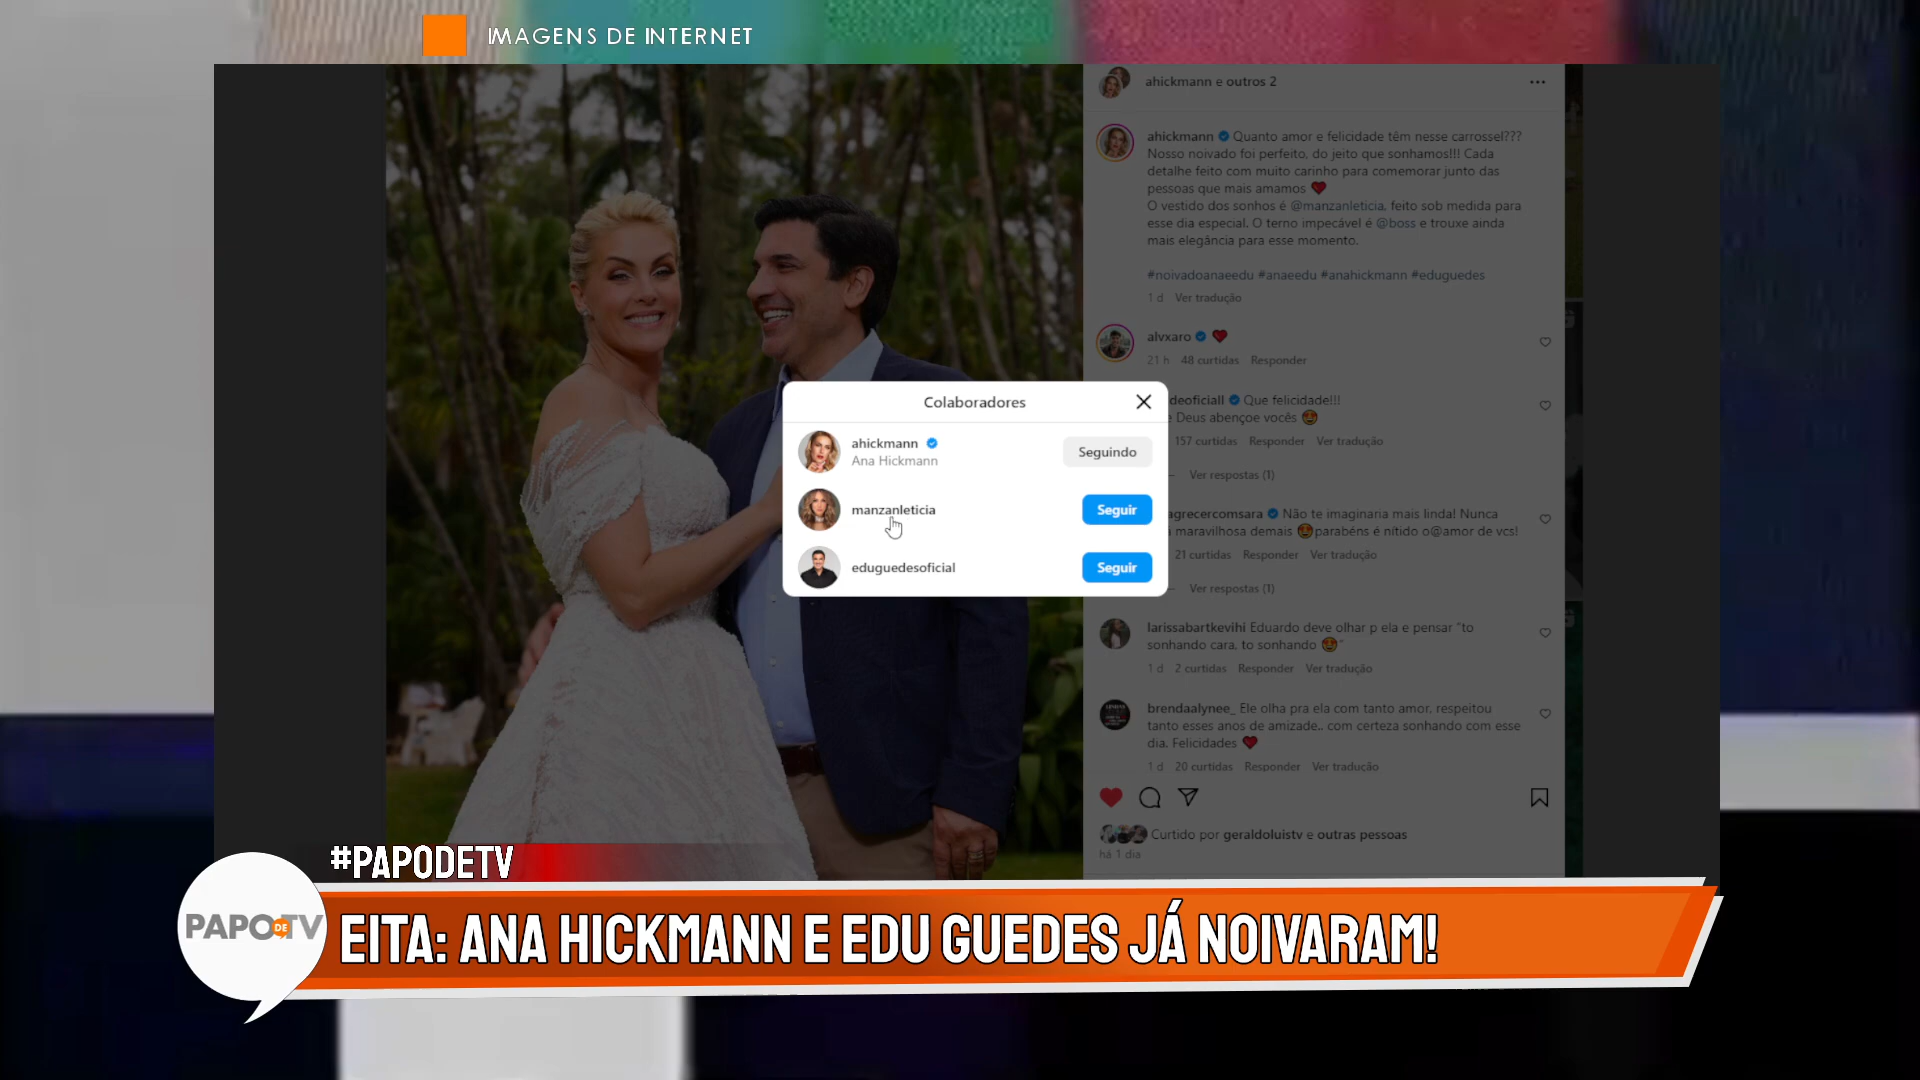 IMAGENS DE INTERNET
ahickmann e outros 2
ahickmann Quanto amor e felicidade têm nesse carrossel???
Nosso noivado foi perfeito, do jeito que sonhamos!!! Cada
detalhe feito com muito carinho para comemorar junto das
pessoas que mais amamos ❤️
O vestido dos sonhos é @manzanleticia, feito sob medida para
esse dia especial. O terno impecável é @boss e trouxe ainda
mais elegância para esse momento.
#noivadoanaeedu #anaeedu #anahickmann #eduguedes
1 d Ver tradução
alvxaro ❤️
21 h 48 curtidas Responder
deoficiall Que felicidade!!!
Deus abençoe vocês 🤩
157 curtidas Responder Ver tradução
Ver respostas (1)
agrecercomsara Não te imaginaria mais linda! Nunca
maravilhosa demais 🤩parabéns é nítido o@amor de vcs!
21 curtidas Responder Ver tradução
Ver respostas (1)
larissabartkevihi Eduardo deve olhar p ela e pensar "to
sonhando cara, to sonhando 🤩"
1 d 2 curtidas Responder Ver tradução
brendaalynee_ Ele olha pra ela com tanto amor, respeitou
tanto esses anos de amizade.. com certeza sonhando com esse
dia. Felicidades ❤️
1 d 20 curtidas Responder Ver tradução
Curtido por geraldoluistv e outras pessoas
há 1 dia
Colaboradores
ahickmann
Ana Hickmann
Seguindo
manzanleticia
Seguir
eduguedesoficial
Seguir
#PAPODETV
PAPO DE TV
EITA: ANA HICKMANN E EDU GUEDES JÁ NOIVARAM!